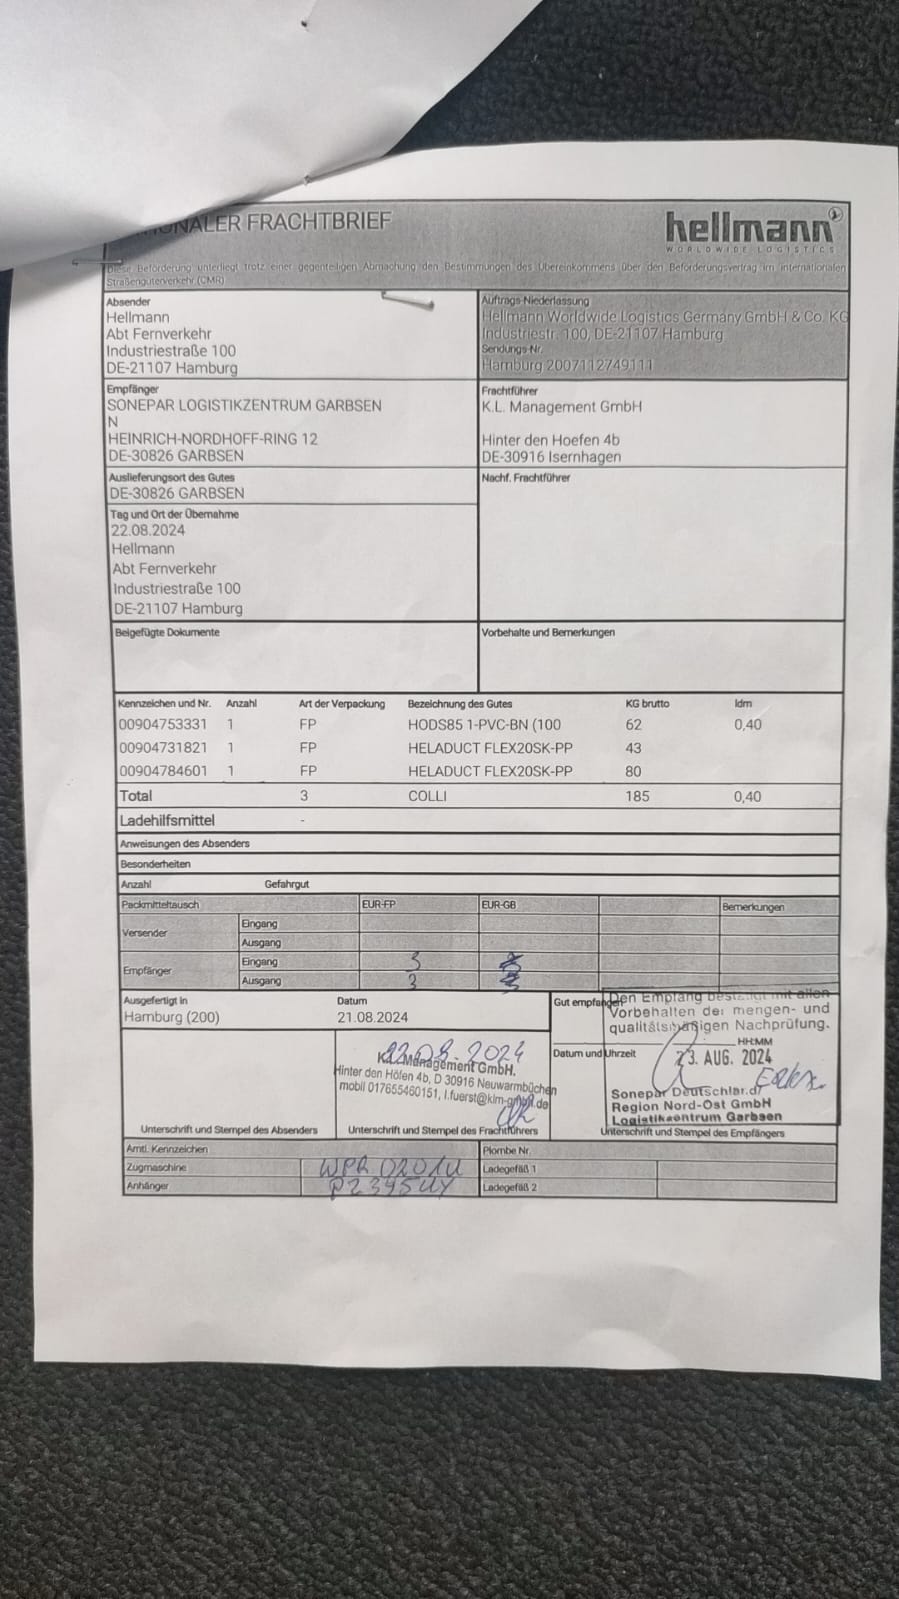 ONALER FRACHTBRIEF
hellmann
WORLDWIDE LOGISTICS
Diese Beförderung unterliegt trotz einer gegenteiligen Abmachung den Bestimmungen des Übereinkommens über den Beförderungsvertrag im internationalen
Straßengüterverkehr (CMR)
Absender
Hellmann
Abt Fernverkehr
Industriestraße 100
DE-21107 Hamburg
Auftrags-Niederlassung
Hellmann Worldwide Logistics Germany GmbH & Co. KG
Industriestr. 100, DE-21107 Hamburg
Sendungs-Nr.
Hamburg 2007112749111
Empfänger
SONEPAR LOGISTIKZENTRUM GARBSEN
N
HEINRICH-NORDHOFF-RING 12
DE-30826 GARBSEN
Frachtführer
K.L. Management GmbH
Hinter den Hoefen 4b
DE-30916 Isernhagen
Auslieferungsort des Gutes
DE-30826 GARBSEN
Nachf. Frachtführer
Tag und Ort der Übernahme
22.08.2024
Hellmann
Abt Fernverkehr
Industriestraße 100
DE-21107 Hamburg
Beigefügte Dokumente
Vorbehalte und Bemerkungen
Kennzeichen und Nr. Anzahl Art der Verpackung Bezeichnung des Gutes KG brutto ldm
00904753331 1 FP HODS85 1-PVC-BN (100 62 0,40
00904731821 1 FP HELADUCT FLEX20SK-PP 43
00904784601 1 FP HELADUCT FLEX20SK-PP 80
Total 3 COLLI 185 0,40
Ladehilfsmittel -
Anweisungen des Absenders
Besonderheiten
Anzahl Gefahrgut
Packmitteltausch EUR-FP EUR-GB Bemerkungen
Versender Eingang
Ausgang
Empfänger Eingang 3
Ausgang 3
Ausgefertigt in Datum
Hamburg (200) 21.08.2024
Gut empfangen
Den Empfang bestätigt mit allen
Vorbehalten der mengen- und
qualitätsmäßigen Nachprüfung.
HH:MM
Datum und Uhrzeit
23. AUG. 2024
Sonepar Deutschland
Region Nord-Ost GmbH
Logistikzentrum Garbsen
22.08.2024
K.L. Management GmbH.
Hinter den Höfen 4b, D 30916 Neuwarmbüchen
mobil 017655460151, l.fuerst@klm-gmbh.de
Unterschrift und Stempel des Absenders
Unterschrift und Stempel des Frachtführers
Unterschrift und Stempel des Empfängers
Amtl. Kennzeichen Plombe Nr.
Zugmaschine WPR 0201U Ladegefäß 1
Anhänger P2395UY Ladegefäß 2